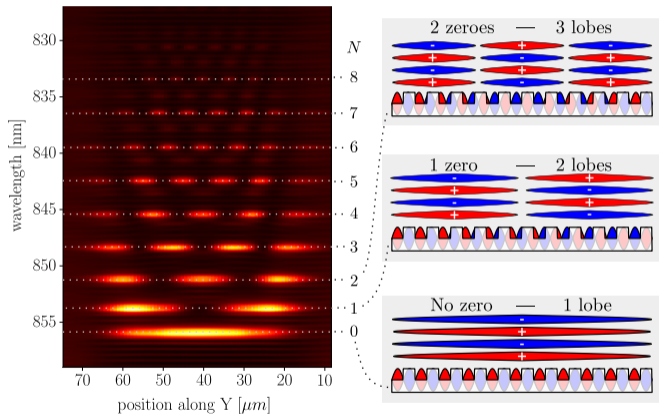 830
835
840
845
850
855
wavelength [nm]
70 60 50 40 30 20 10
position along Y [μm]
N
8
7
6
5
4
3
2
1
0
2 zeroes — 3 lobes
- + -
+ - +
- + -
+ - +
1 zero — 2 lobes
- +
+ -
- +
+ -
No zero — 1 lobe
-
+
-
+